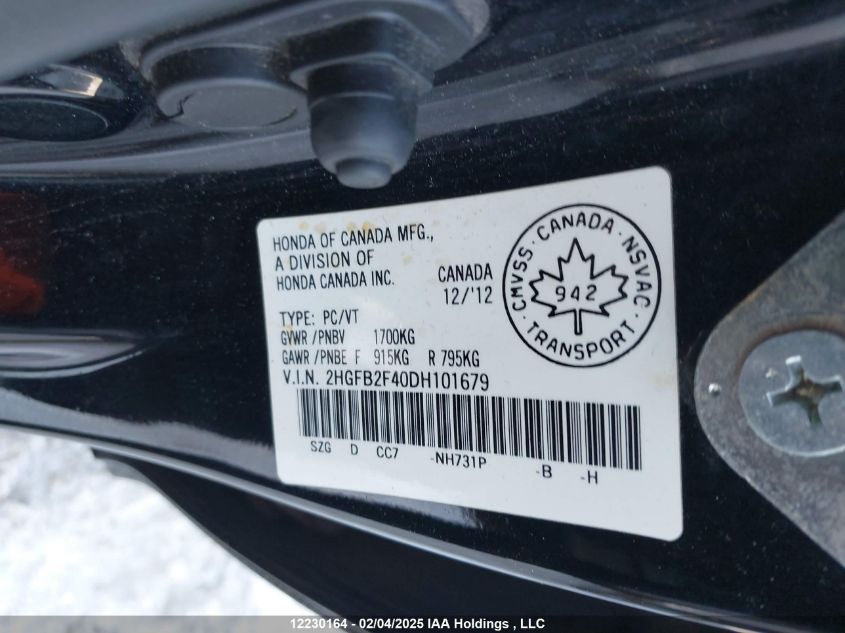 HONDA OF CANADA MFG.,
A DIVISION OF
HONDA CANADA INC.
CANADA
12/'12
TYPE: PC/VT
GVWR /PNBV 1700KG
GAWR /PNBE F 915KG R 795KG
V.I.N. 2HGFB2F40DH101679
SZG D CC7 -NH731P -B -H
CMVSS · CANADA · NSVAC · TRANSPORT ·
942
12230164 - 02/04/2025 IAA Holdings , LLC